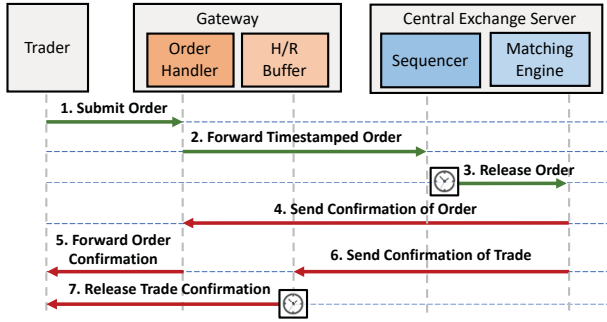 Trader
Gateway
Central Exchange Server
Order
Handler
H/R
Buffer
Sequencer
Matching
Engine
1. Submit Order
2. Forward Timestamped Order
3. Release Order
4. Send Confirmation of Order
5. Forward Order
Confirmation
6. Send Confirmation of Trade
7. Release Trade Confirmation